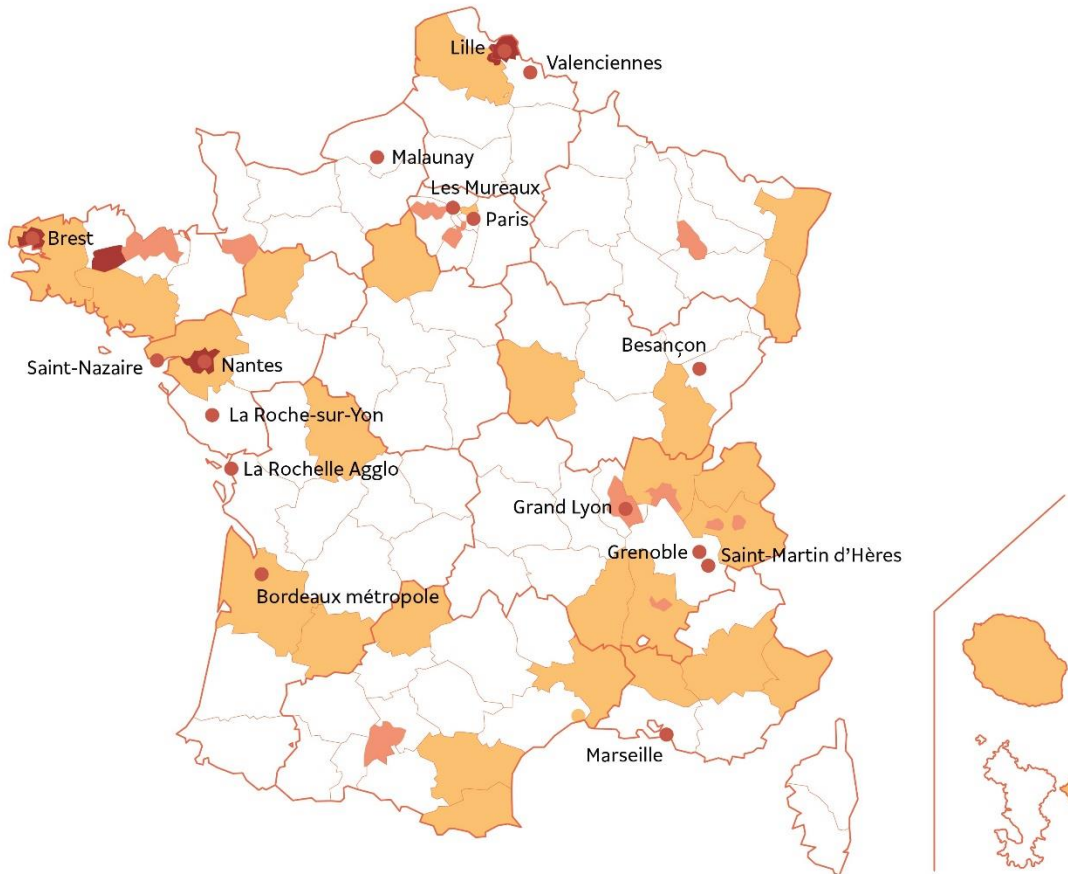 Lille
Valenciennes
Malaunay
Les Mureaux
Paris
Brest
Besançon
Saint-Nazaire
Nantes
La Roche-sur-Yon
La Rochelle Agglo
Grand Lyon
Grenoble
Saint-Martin d’Hères
Bordeaux métropole
Marseille